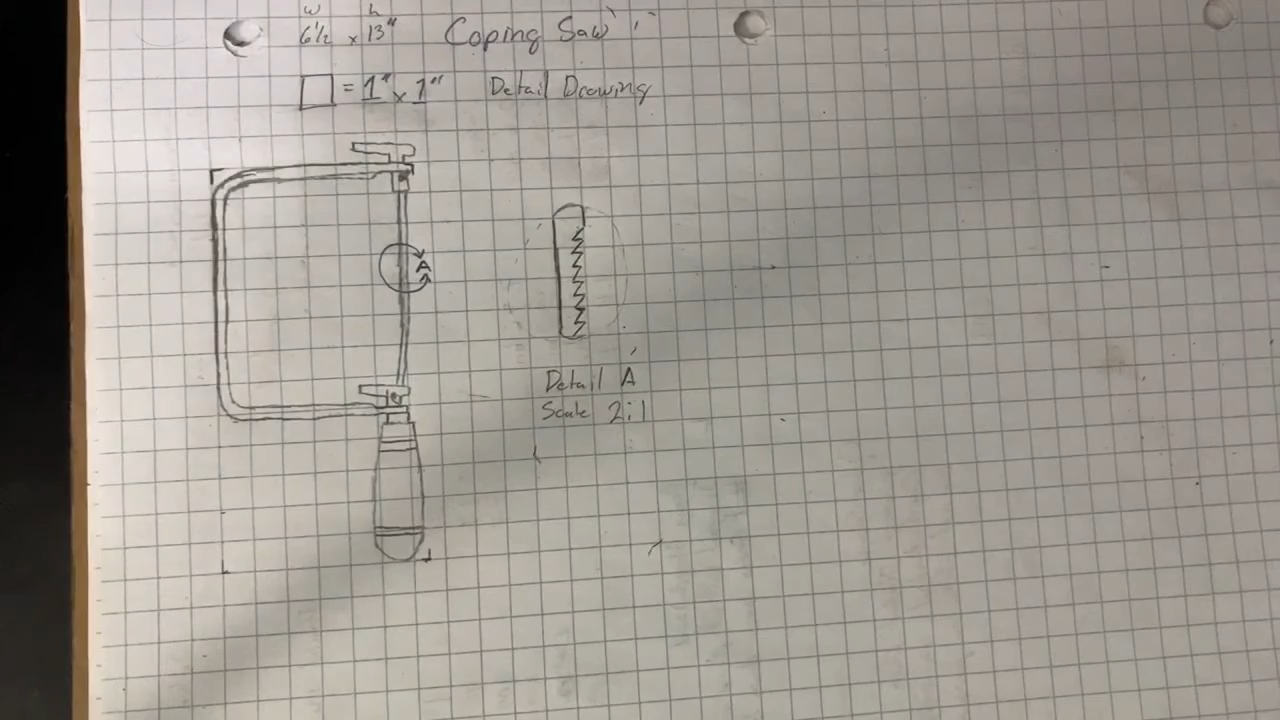 w h
6½ x 13" Coping Saw
= 1" x 1" Detail Drawing
A
Detail A
Scale 2:1